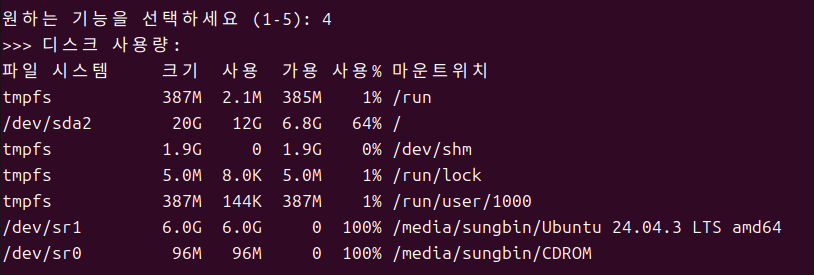 원하는 기능을 선택하세요 (1-5): 4
>>> 디스크 사용량:
파일 시스템 크기 사용 가용 사용% 마운트위치
tmpfs 387M 2.1M 385M 1% /run
/dev/sda2 20G 12G 6.8G 64% /
tmpfs 1.9G 0 1.9G 0% /dev/shm
tmpfs 5.0M 8.0K 5.0M 1% /run/lock
tmpfs 387M 144K 387M 1% /run/user/1000
/dev/sr1 6.0G 6.0G 0 100% /media/sungbin/Ubuntu 24.04.3 LTS amd64
/dev/sr0 96M 96M 0 100% /media/sungbin/CDROM